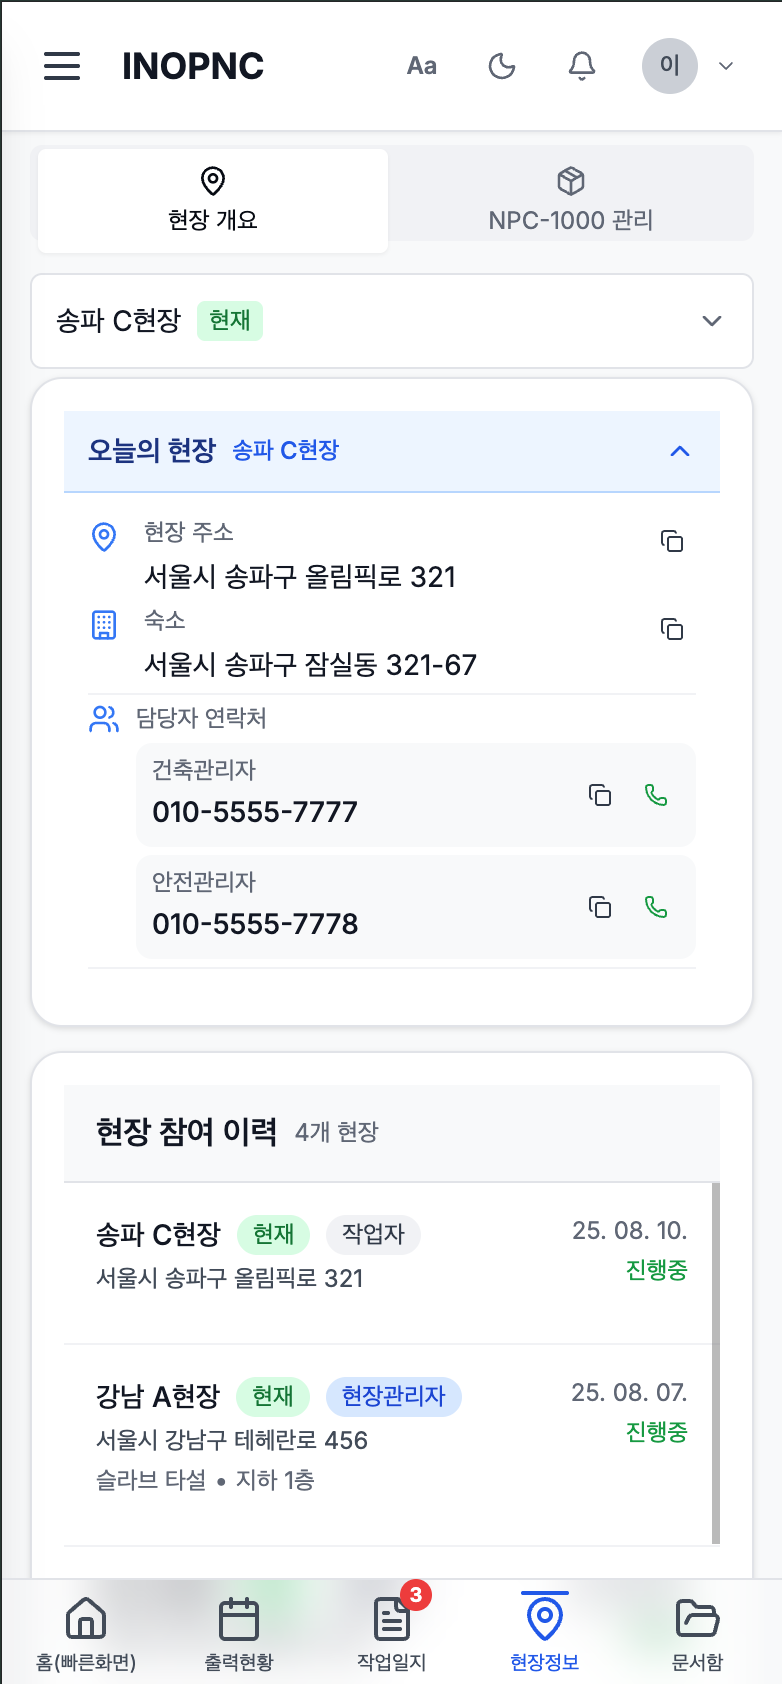 INOPNC
Aa
이
현장 개요
NPC-1000 관리
송파 C현장 현재
오늘의 현장 송파 C현장
현장 주소
서울시 송파구 올림픽로 321
숙소
서울시 송파구 잠실동 321-67
담당자 연락처
건축관리자
010-5555-7777
안전관리자
010-5555-7778
현장 참여 이력 4개 현장
송파 C현장 현재 작업자 25. 08. 10.
서울시 송파구 올림픽로 321 진행중
강남 A현장 현재 현장관리자 25. 08. 07.
서울시 강남구 테헤란로 456 진행중
슬라브 타설 • 지하 1층
3
홈(빠른화면) 출력현황 작업일지 현장정보 문서함